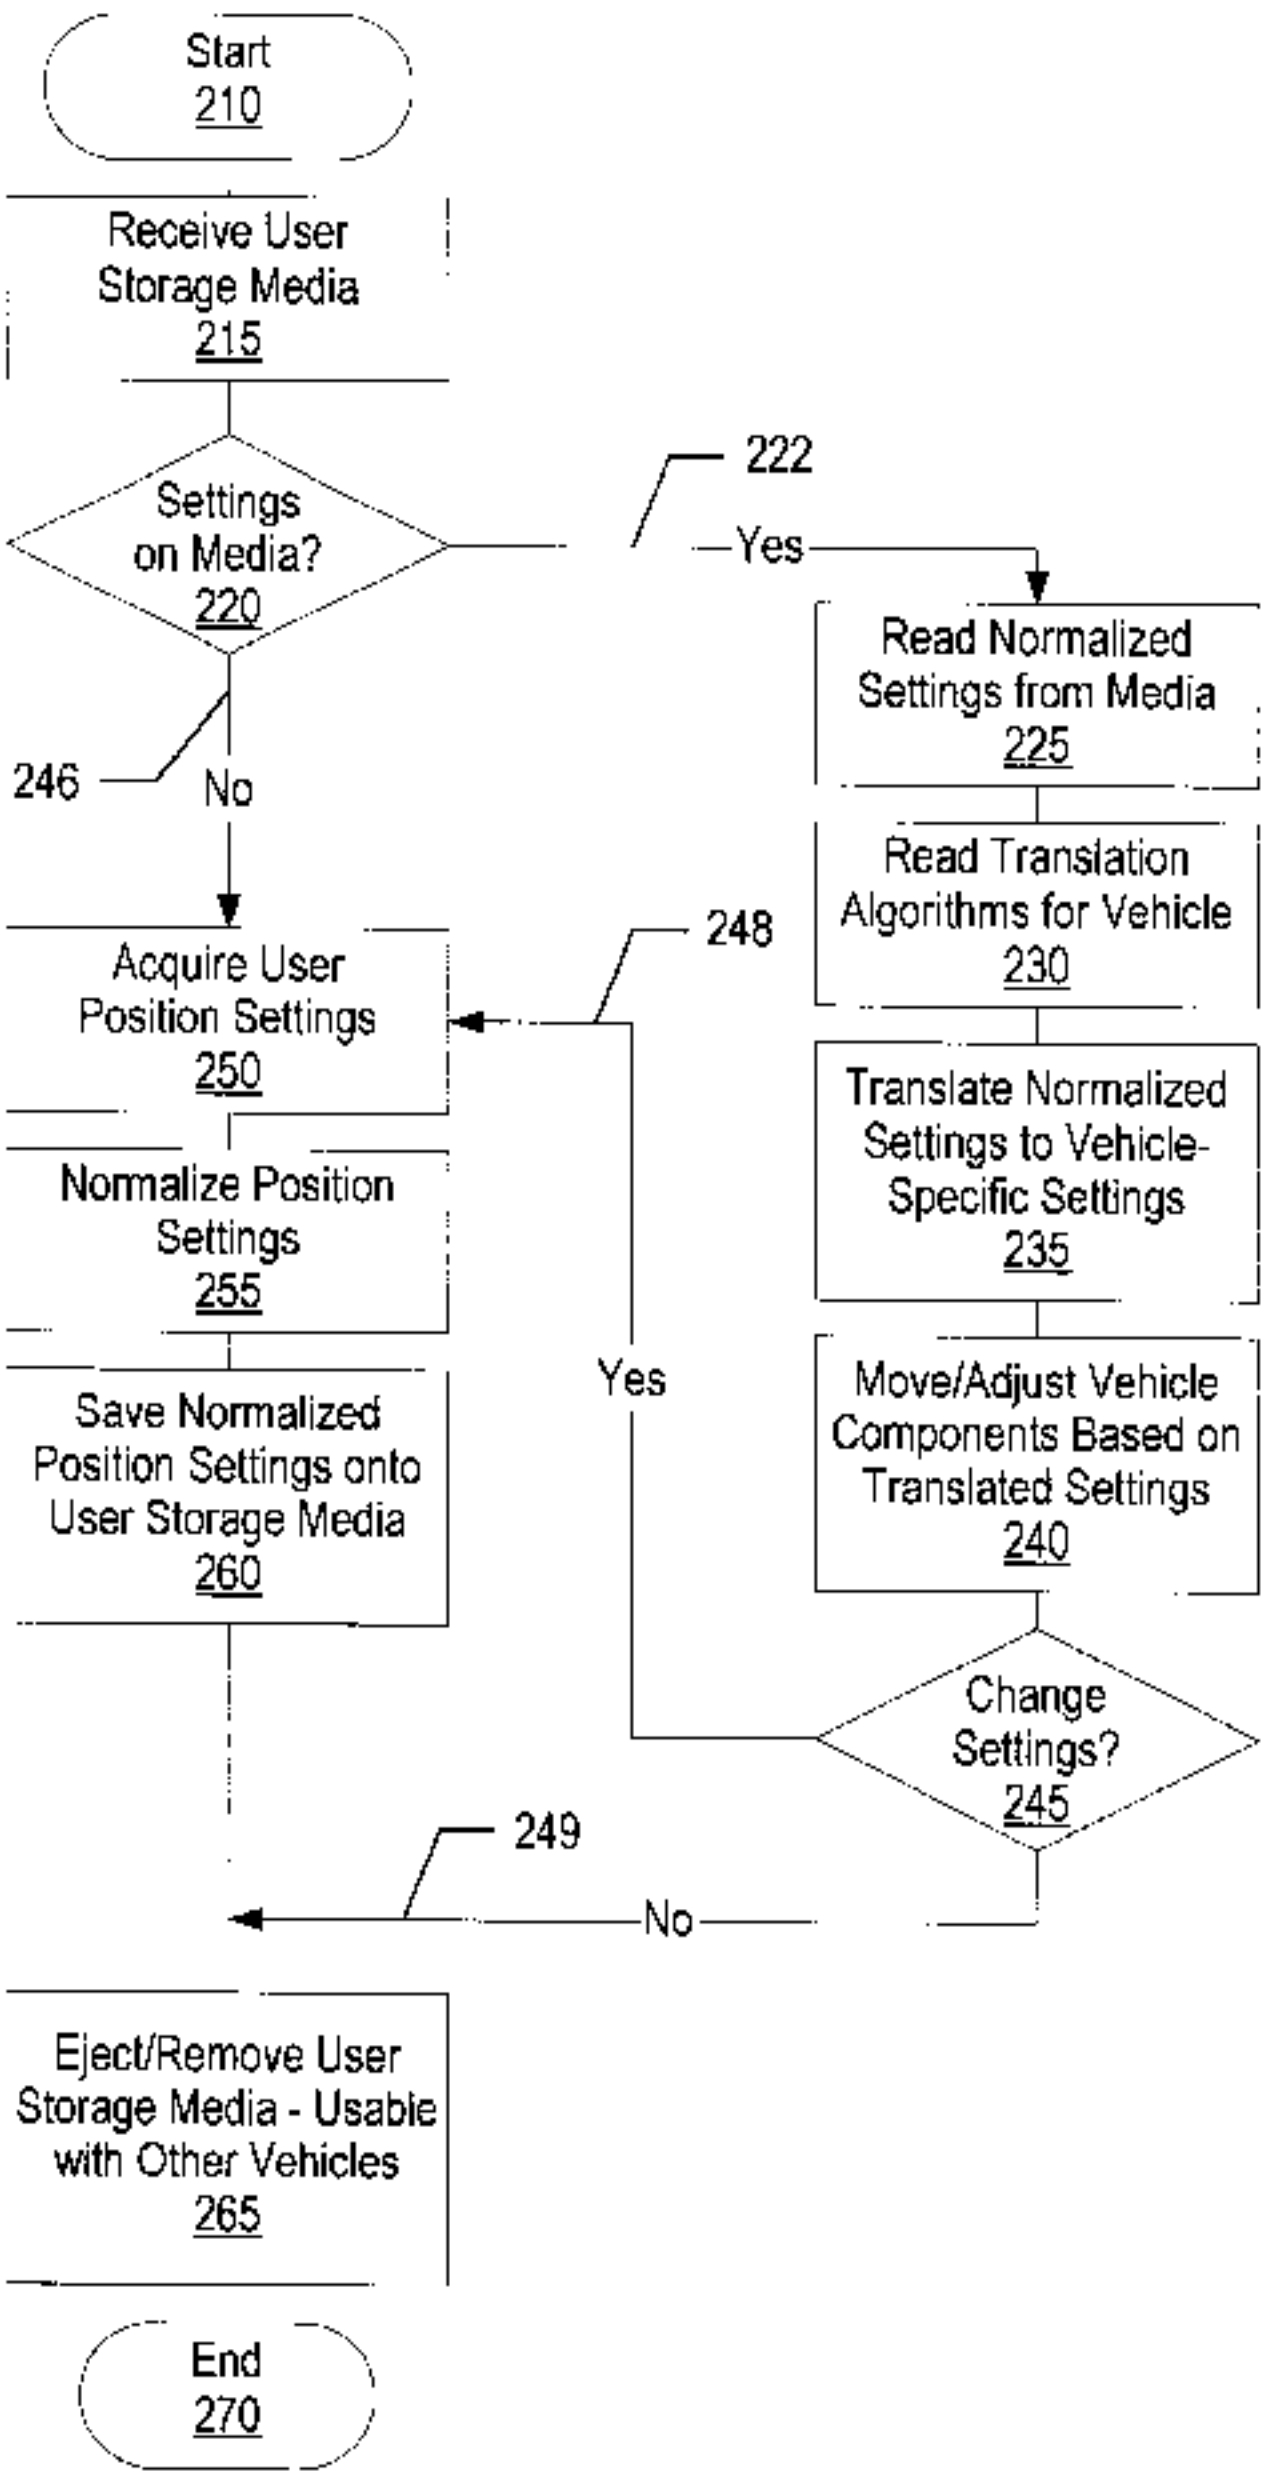 Start
210
Receive User
Storage Media
215
Settings
on Media?
220
222
Yes
246
No
Read Normalized
Settings from Media
225
Read Translation
Algorithms for Vehicle
230
Translate Normalized
Settings to Vehicle-
Specific Settings
235
Move/Adjust Vehicle
Components Based on
Translated Settings
240
Change
Settings?
245
248
Yes
Acquire User
Position Settings
250
Normalize Position
Settings
255
Save Normalized
Position Settings onto
User Storage Media
260
249
No
Eject/Remove User
Storage Media - Usable
with Other Vehicles
265
End
270